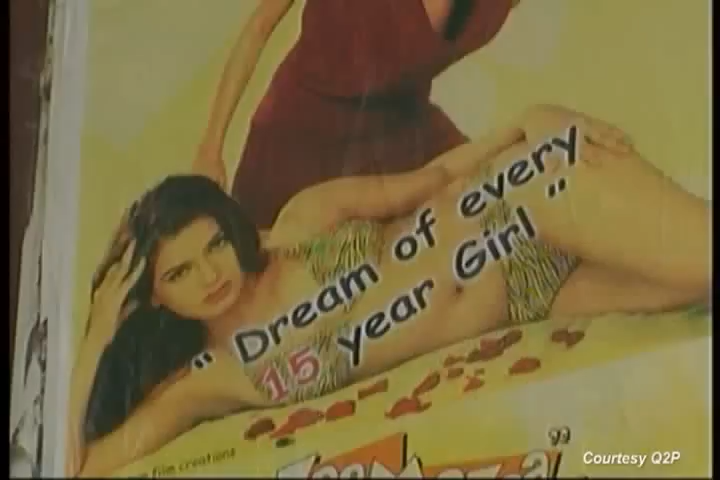 " Dream of every
15 year Girl "
film creations
Courtesy Q2P